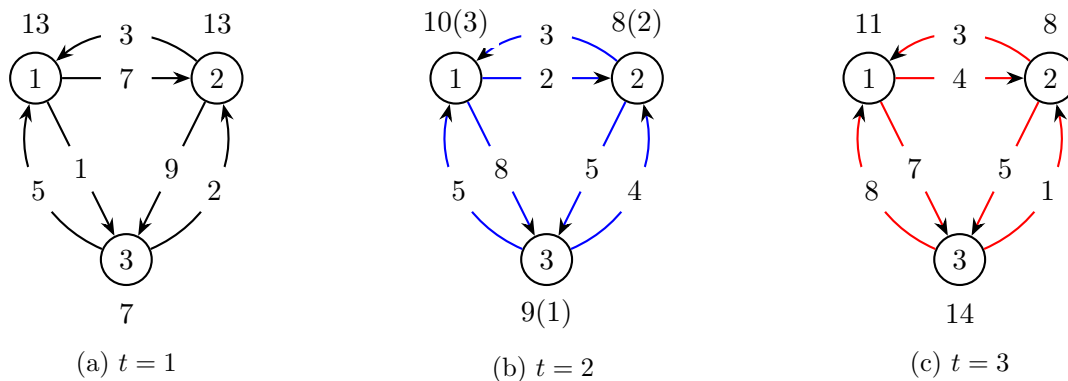 13 3 13
1 7 2
1 9
5 2
3
7
(a) t = 1
10(3) 3 8(2)
1 2 2
8 5
5 4
3
9(1)
(b) t = 2
11 3 8
1 4 2
7 5
8 1
3
14
(c) t = 3